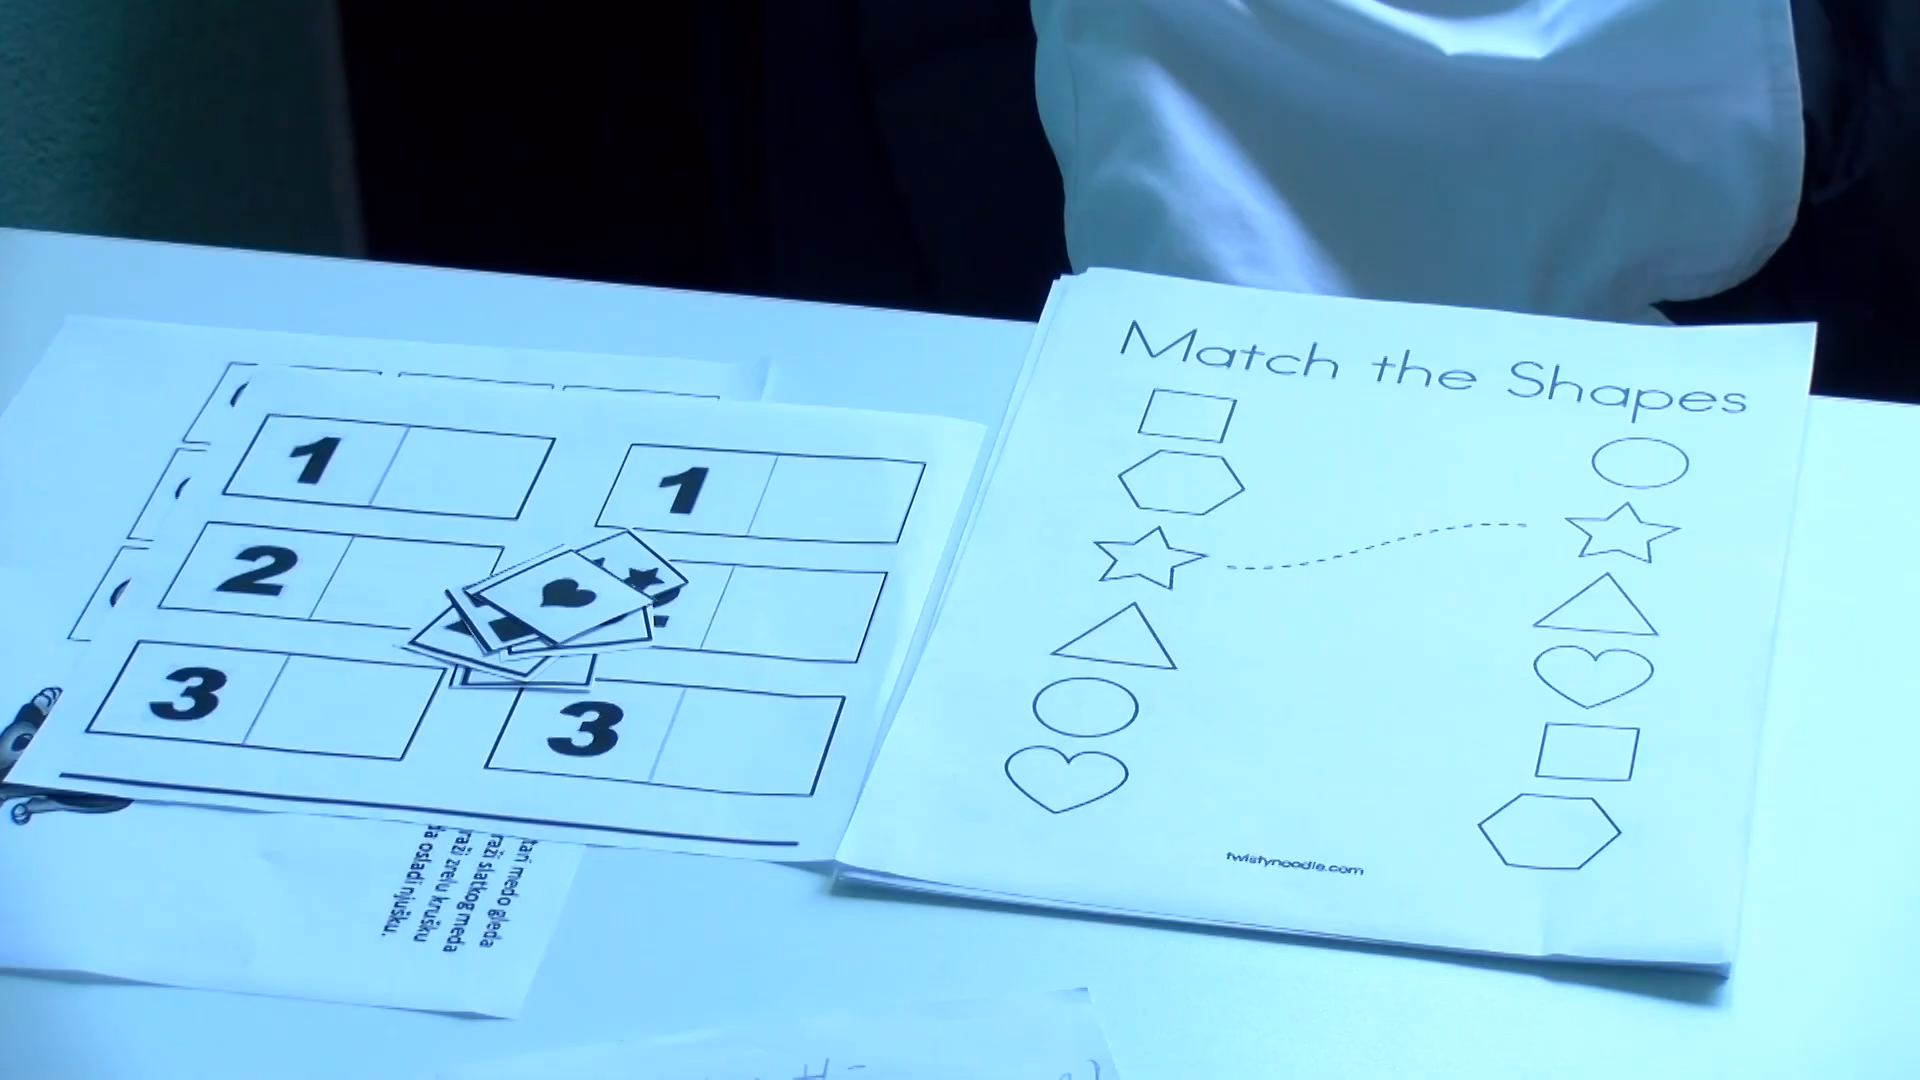 Match the Shapes
twistynoodle.com
1
1
2
3
3
medo gleda
slatkog meda
zrelu krušku
osladi njušku.